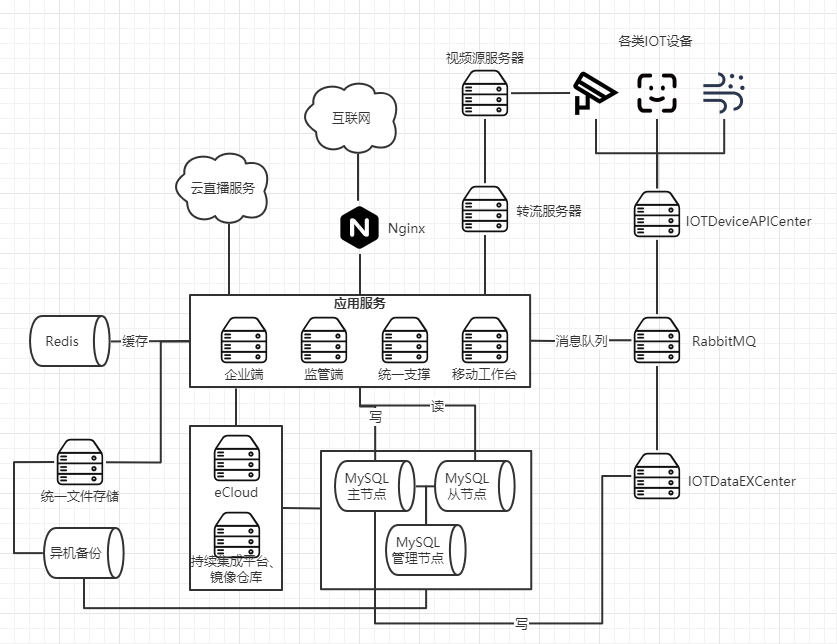 各类IOT设备
视频源服务器
互联网
云直播服务
转流服务器
IOTDeviceAPICenter
Nginx
应用服务
Redis
缓存
企业端
监管端
统一支撑
移动工作台
消息队列
RabbitMQ
写
读
统一文件存储
eCloud
MySQL
主节点
MySQL
从节点
IOTDataEXCenter
异机备份
持续集成平台、
镜像仓库
MySQL
管理节点
写